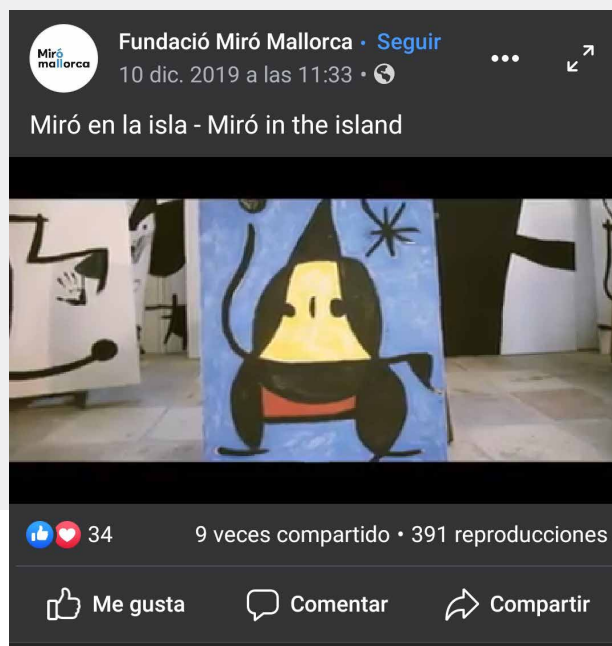 Miró
mallorca
Fundació Miró Mallorca • Seguir
10 dic. 2019 a las 11:33 •
Miró en la isla - Miró in the island
34
9 veces compartido • 391 reproducciones
Me gusta
Comentar
Compartir